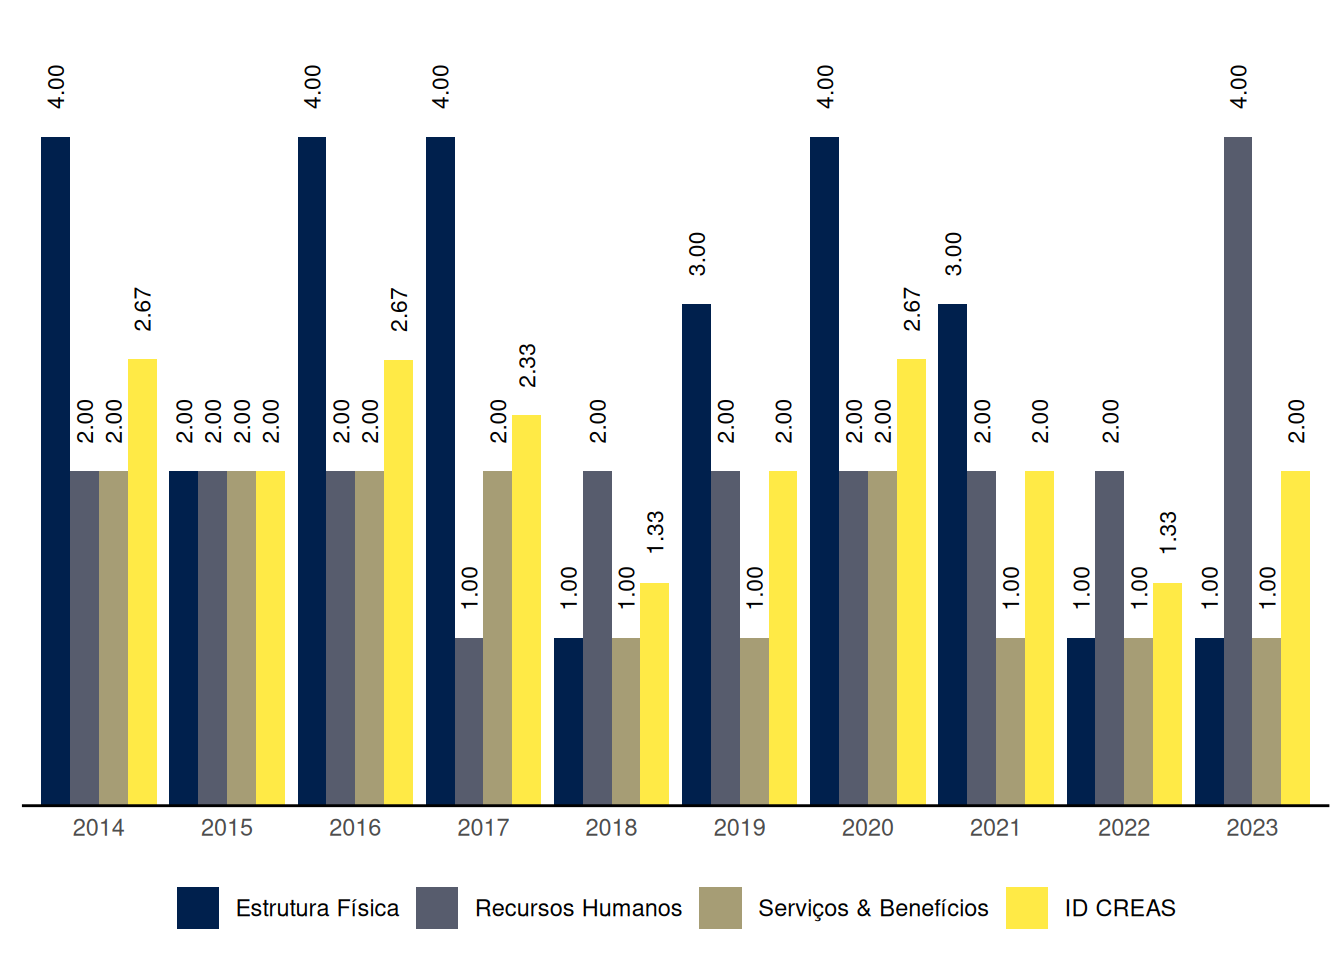 4.00 4.00 4.00 4.00 4.00
3.00 3.00
2.67 2.67 2.67
2.33
2.00 2.00 2.00 2.00 2.00 2.00 2.00 2.00 2.00 2.00 2.00 2.00 2.00 2.00 2.00 2.00 2.00 2.00
1.33 1.33
1.00 1.00 1.00 1.00 1.00 1.00 1.00 1.00 1.00
2014 2015 2016 2017 2018 2019 2020 2021 2022 2023
Estrutura Física Recursos Humanos Serviços & Benefícios ID CREAS